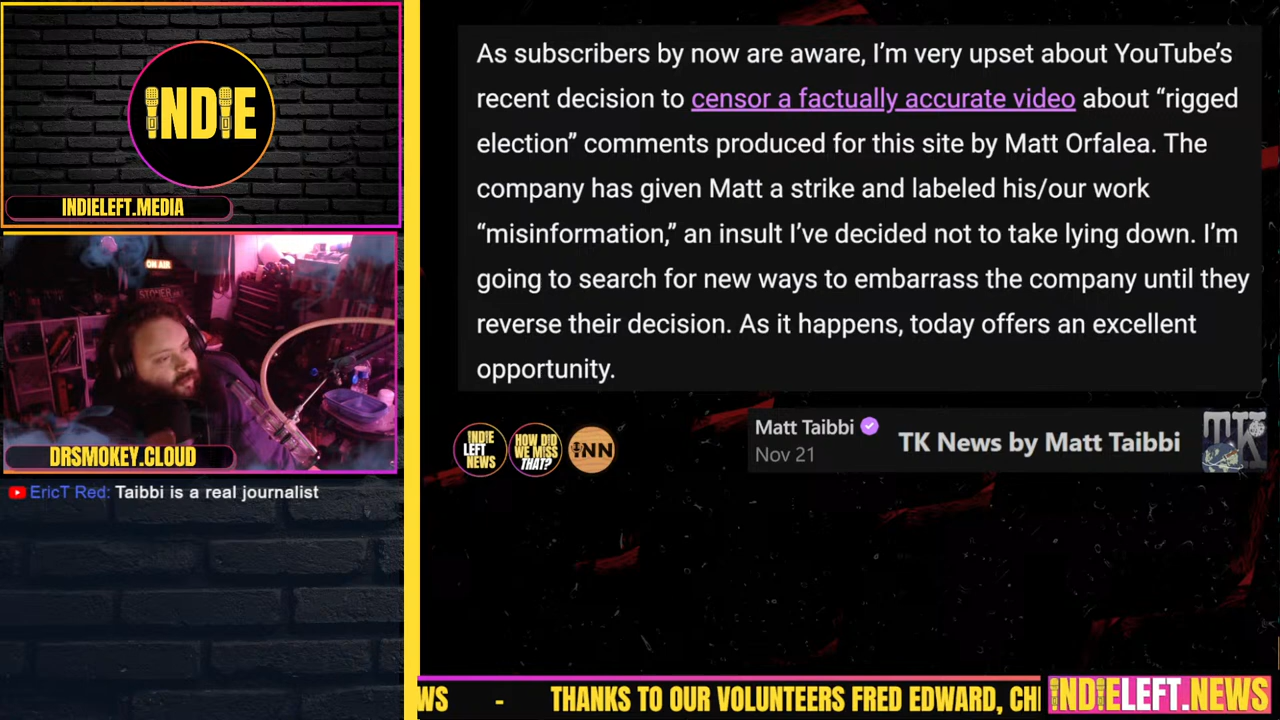 INDIE
INDIELEFT.MEDIA
ON AIR
DRSMOKEY.CLOUD
EricT Red: Taibbi is a real journalist
As subscribers by now are aware, I’m very upset about YouTube’s
recent decision to censor a factually accurate video about “rigged
election” comments produced for this site by Matt Orfalea. The
company has given Matt a strike and labeled his/our work
“misinformation,” an insult I’ve decided not to take lying down. I’m
going to search for new ways to embarrass the company until they
reverse their decision. As it happens, today offers an excellent
opportunity.
INDIE
LEFT
NEWS
HOW DID
WE MISS
THAT?
INN
Matt Taibbi
Nov 21
TK News by Matt Taibbi
TK
WS - THANKS TO OUR VOLUNTEERS FRED EDWARD, CH
INDIELEFT.NEWS